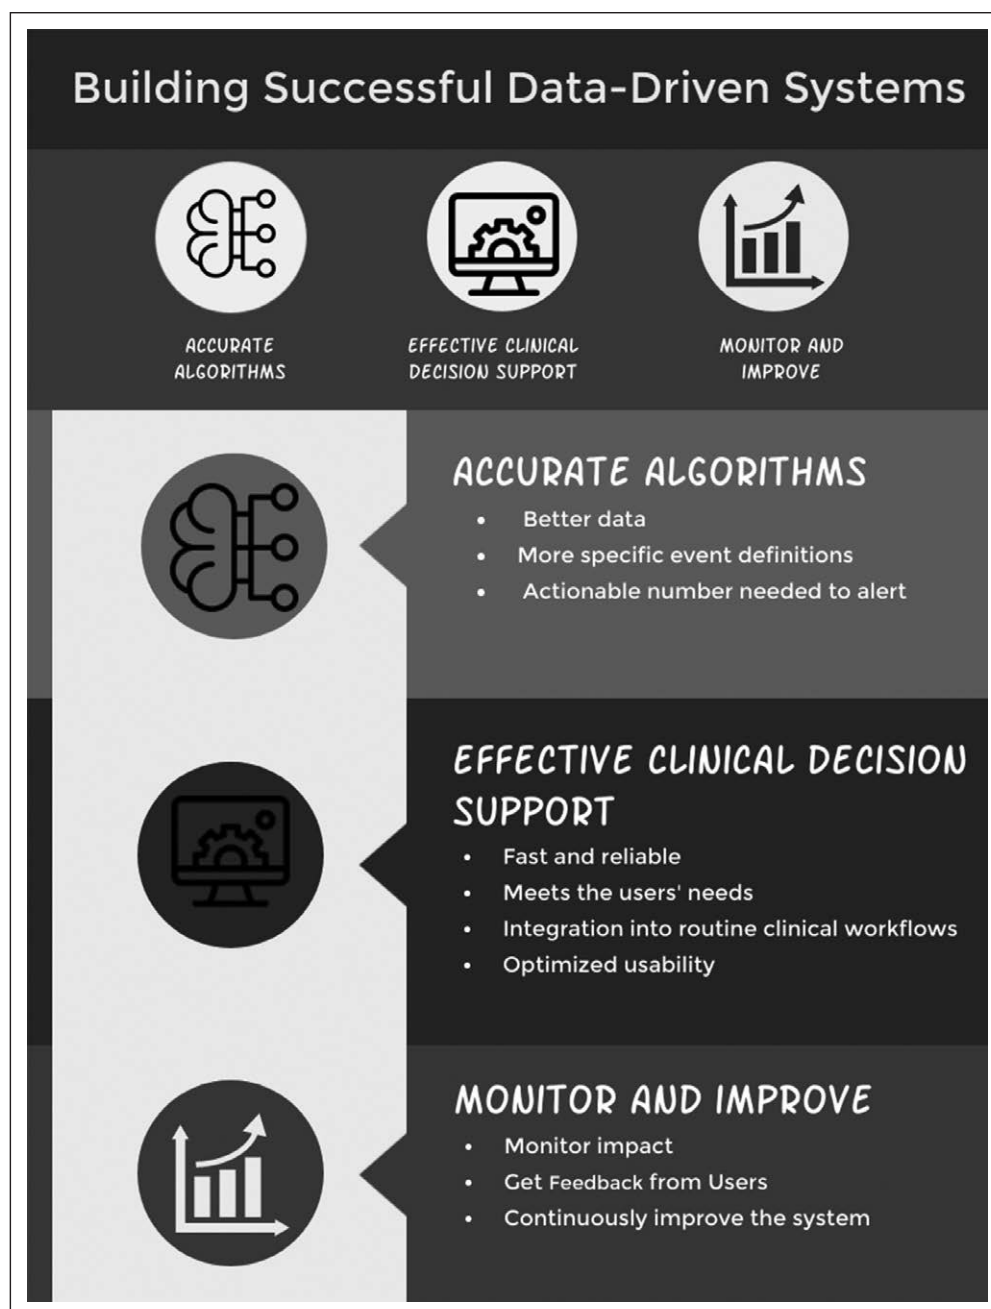 Building Successful Data-Driven Systems
ACCURATE
ALGORITHMS
EFFECTIVE CLINICAL
DECISION SUPPORT
MONITOR AND
IMPROVE
ACCURATE ALGORITHMS
• Better data
• More specific event definitions
• Actionable number needed to alert
EFFECTIVE CLINICAL DECISION
SUPPORT
• Fast and reliable
• Meets the users' needs
• Integration into routine clinical workflows
• Optimized usability
MONITOR AND IMPROVE
• Monitor impact
• Get Feedback from Users
• Continuously improve the system